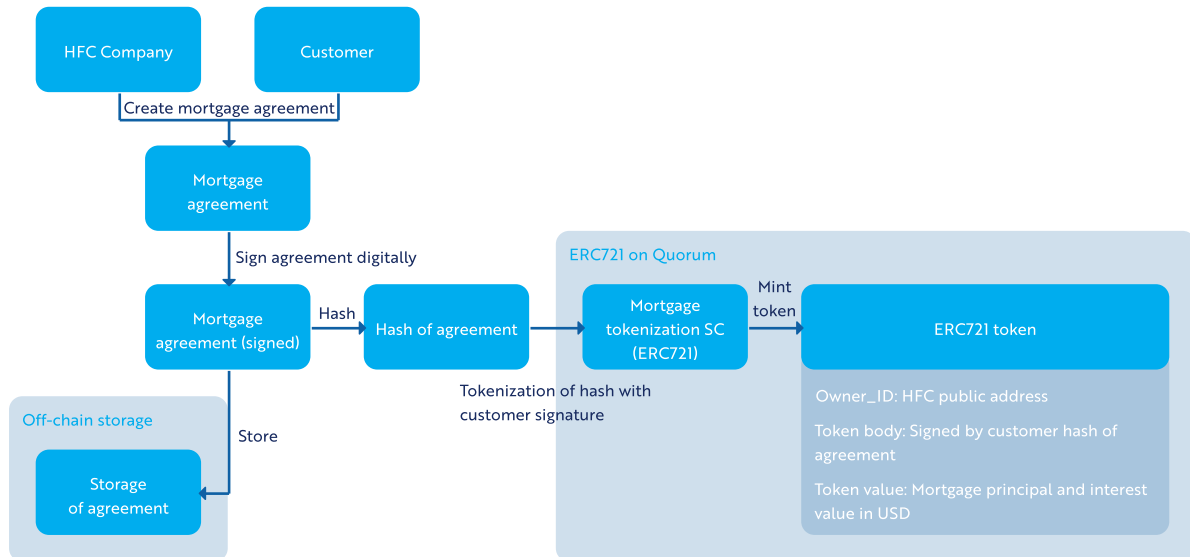 HFC Company
Customer
Create mortgage agreement
Mortgage
agreement
Sign agreement digitally
ERC721 on Quorum
Mortgage
agreement (signed)
Hash
Hash of agreement
Mortgage
tokenization SC
(ERC721)
Mint
token
ERC721 token
Tokenization of hash with
customer signature
Owner_ID: HFC public address
Token body: Signed by customer hash of
agreement
Token value: Mortgage principal and interest
value in USD
Off-chain storage
Store
Storage
of agreement